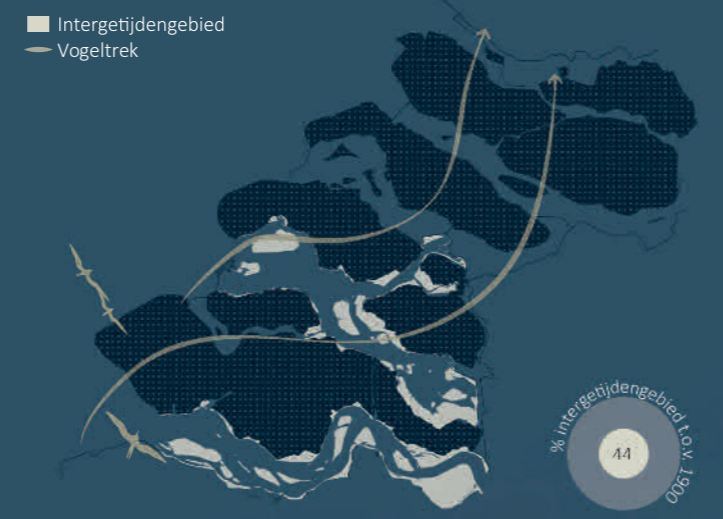 Intergetijdengebied
Vogeltrek
% intergetijdengebied t.o.v. 1900
44